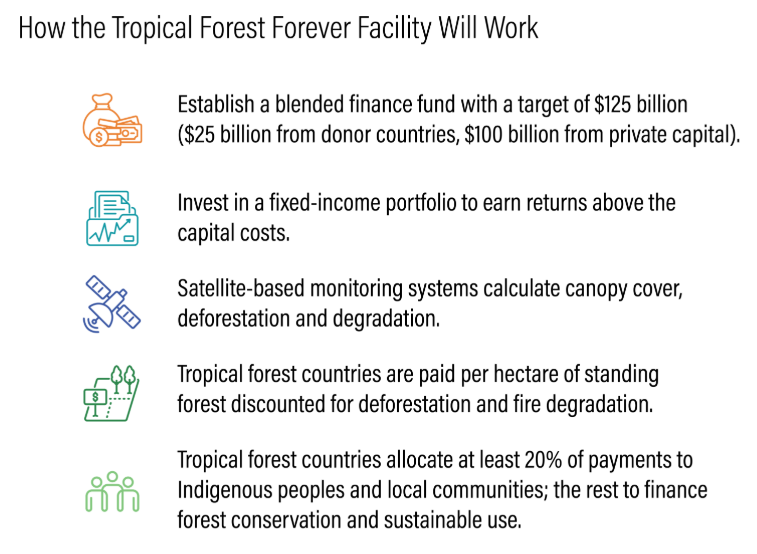 How the Tropical Forest Forever Facility Will Work
Establish a blended finance fund with a target of $125 billion
($25 billion from donor countries, $100 billion from private capital).
Invest in a fixed-income portfolio to earn returns above the
capital costs.
Satellite-based monitoring systems calculate canopy cover,
deforestation and degradation.
Tropical forest countries are paid per hectare of standing
forest discounted for deforestation and fire degradation.
Tropical forest countries allocate at least 20% of payments to
Indigenous peoples and local communities; the rest to finance
forest conservation and sustainable use.